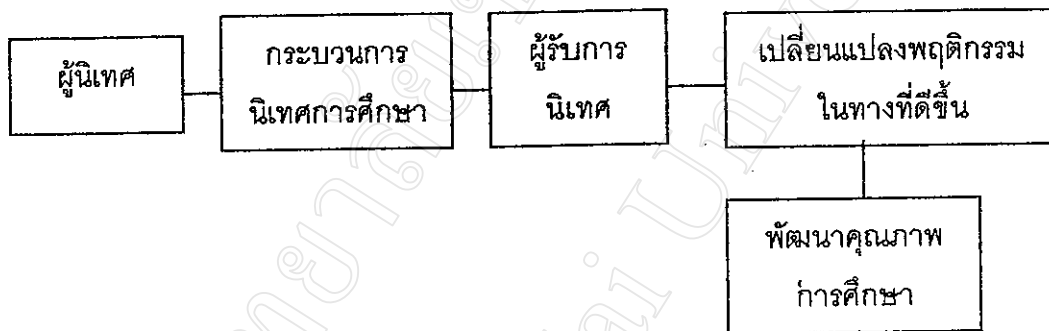 ผู้นิเทศ
กระบวนการ
นิเทศการศึกษา
ผู้รับการ
นิเทศ
เปลี่ยนแปลงพฤติกรรม
ในทางที่ดีขึ้น
พัฒนาคุณภาพ
การศึกษา